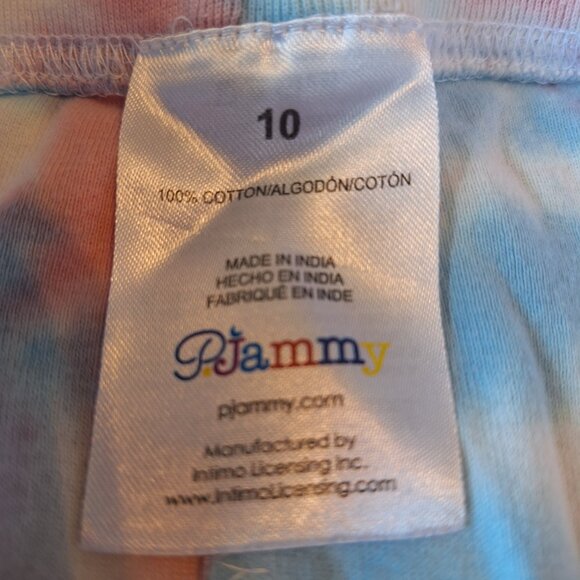 10
100% COTTON/ALGODÓN/COTÓN
MADE IN INDIA
HECHO EN INDIA
FABRIQUÉ EN INDE
P.Jammy
pjammy.com
Manufactured by
Intimo Licensing Inc.
www.IntimoLicensing.com